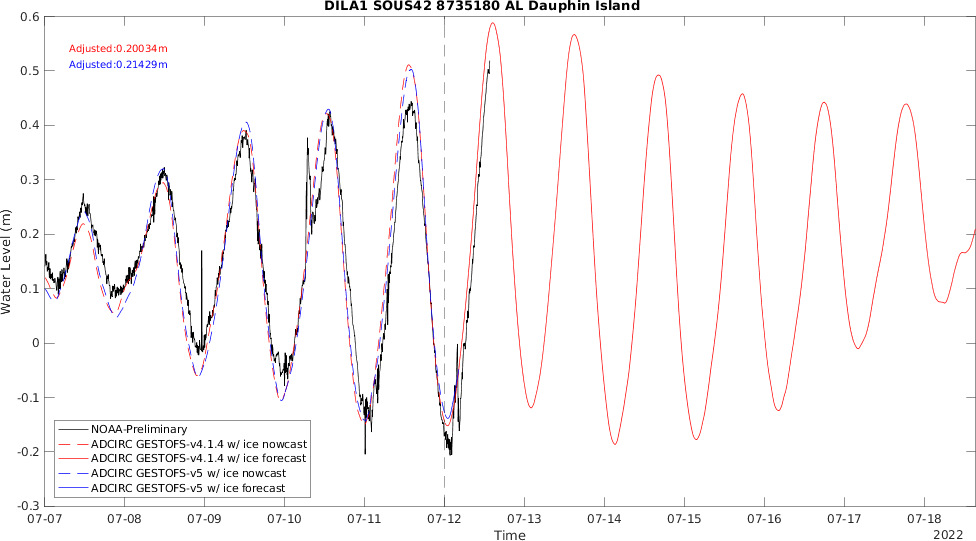 DILA1 SOUS42 8735180 AL Dauphin Island
Adjusted:0.20034m
Adjusted:0.21429m
Water Level (m)
0.6
0.5
0.4
0.3
0.2
0.1
0
-0.1
-0.2
-0.3
NOAA-Preliminary
ADCIRC GESTOFS-v4.1.4 w/ ice nowcast
ADCIRC GESTOFS-v4.1.4 w/ ice forecast
ADCIRC GESTOFS-v5 w/ ice nowcast
ADCIRC GESTOFS-v5 w/ ice forecast
07-07 07-08 07-09 07-10 07-11 07-12 07-13 07-14 07-15 07-16 07-17 07-18
Time
2022